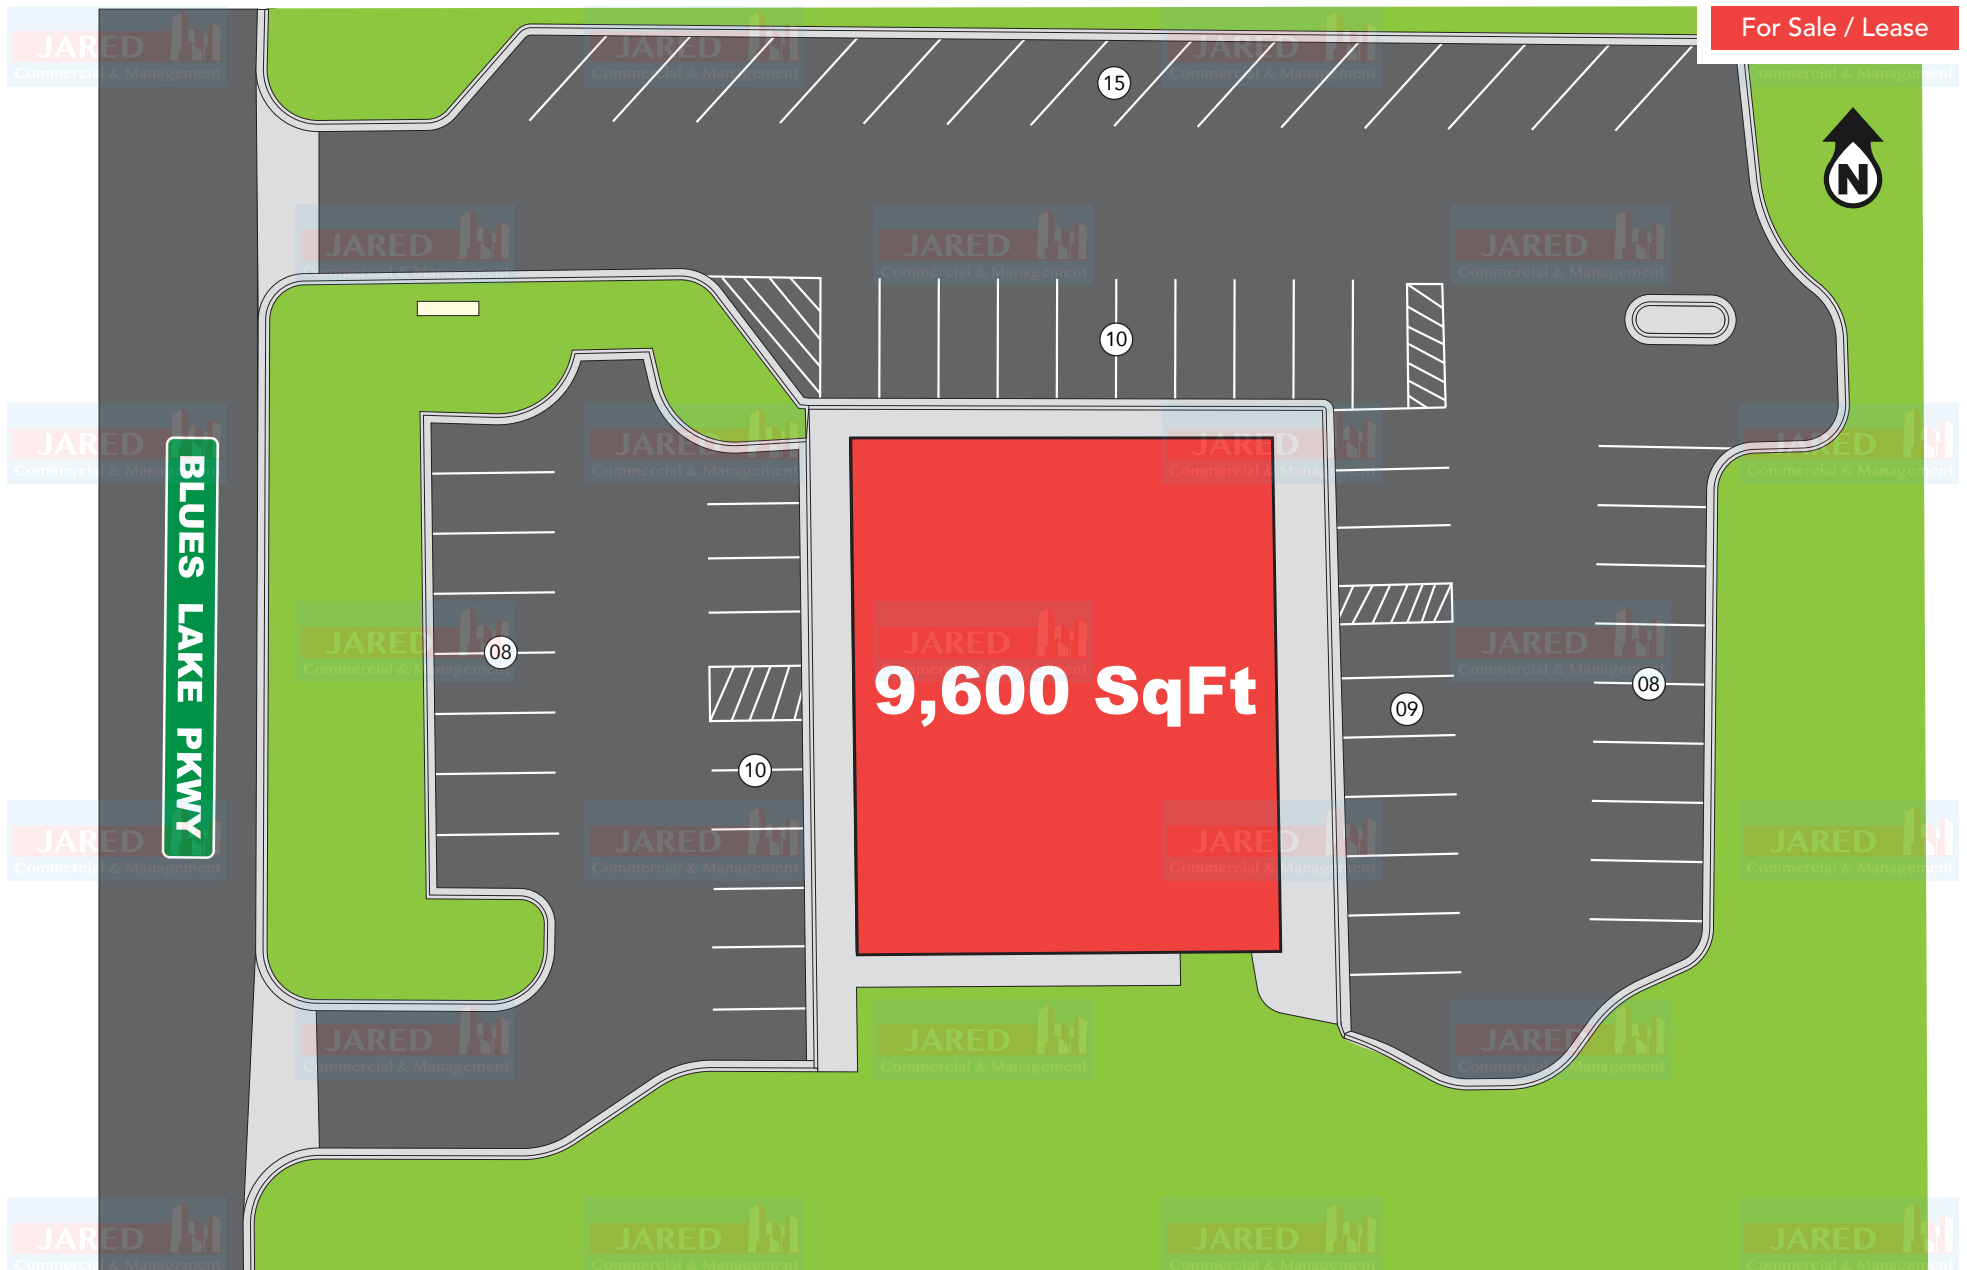 For Sale / Lease
15
N
10
BLUES LAKE PKWY
08
9,600 SqFt
09
08
10
JARED
Commercial & Management